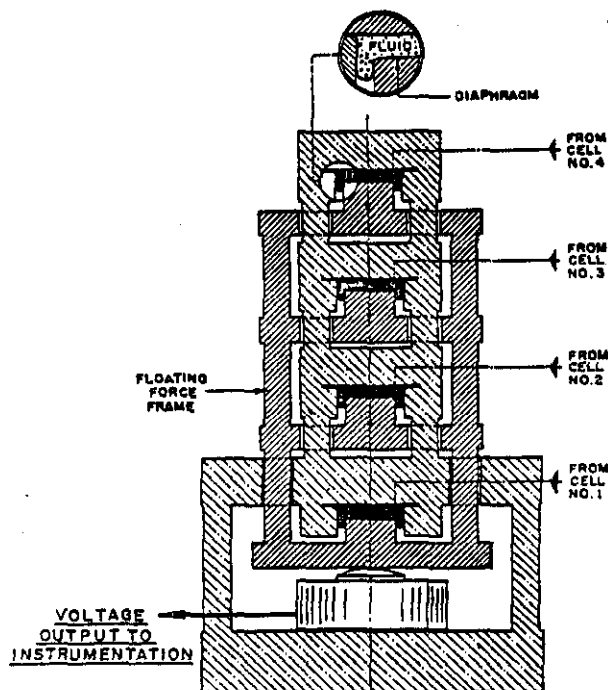 FLUID
DIAPHRAGM
FROM
CELL
NO.4
FROM
CELL
NO.3
FLOATING
FORCE
FRAME
FROM
CELL
NO.2
FROM
CELL
NO.1
VOLTAGE
OUTPUT TO
INSTRUMENTATION